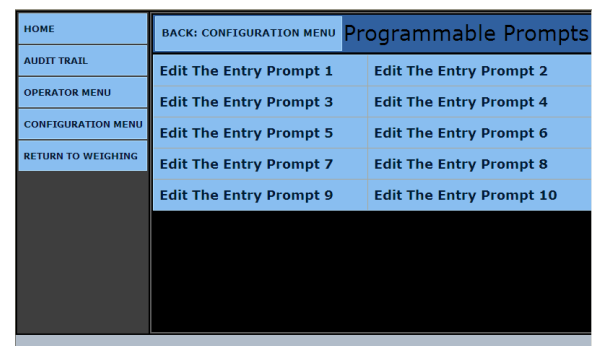 HOME
AUDIT TRAIL
OPERATOR MENU
CONFIGURATION MENU
RETURN TO WEIGHING
BACK: CONFIGURATION MENU Programmable Prompts
Edit The Entry Prompt 1 Edit The Entry Prompt 2
Edit The Entry Prompt 3 Edit The Entry Prompt 4
Edit The Entry Prompt 5 Edit The Entry Prompt 6
Edit The Entry Prompt 7 Edit The Entry Prompt 8
Edit The Entry Prompt 9 Edit The Entry Prompt 10